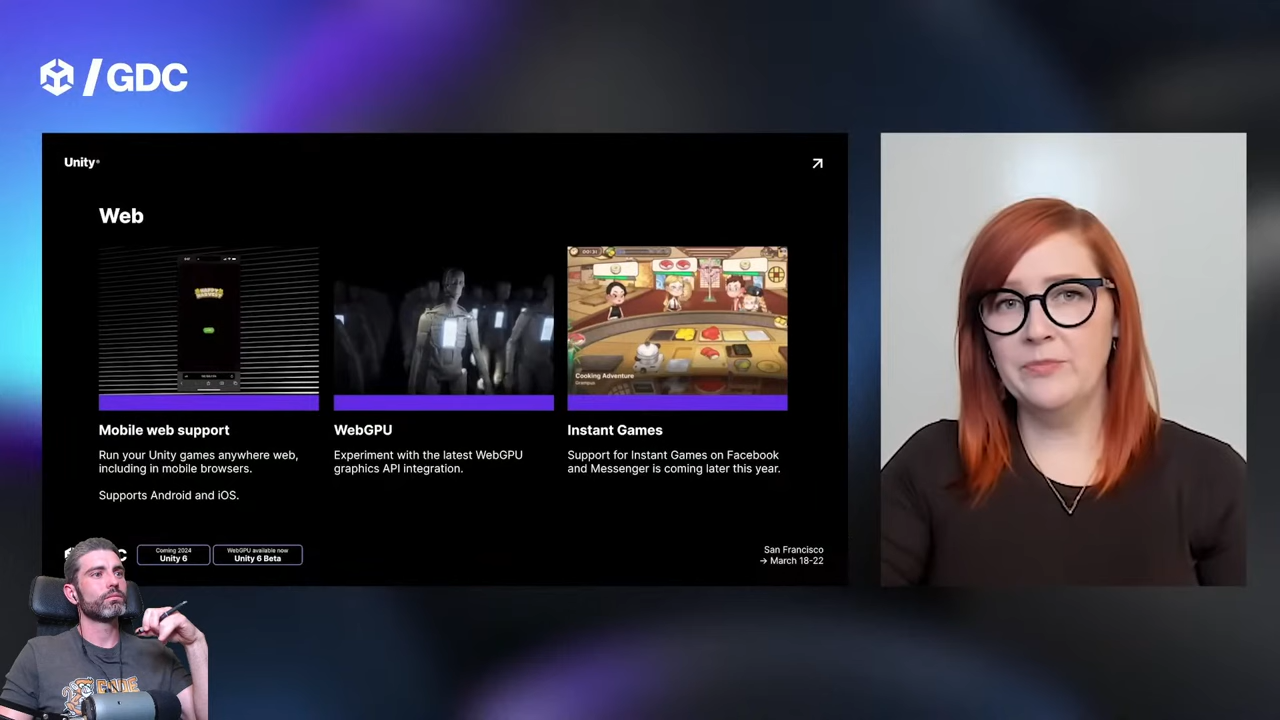 /GDC
Unity®
Web
Cooking Adventure
Grampus
Mobile web support
Run your Unity games anywhere web,
including in mobile browsers.
Supports Android and iOS.
WebGPU
Experiment with the latest WebGPU
graphics API integration.
Instant Games
Support for Instant Games on Facebook
and Messenger is coming later this year.
Coming 2024
Unity 6
WebGPU available now
Unity 6 Beta
San Francisco
→ March 18-22